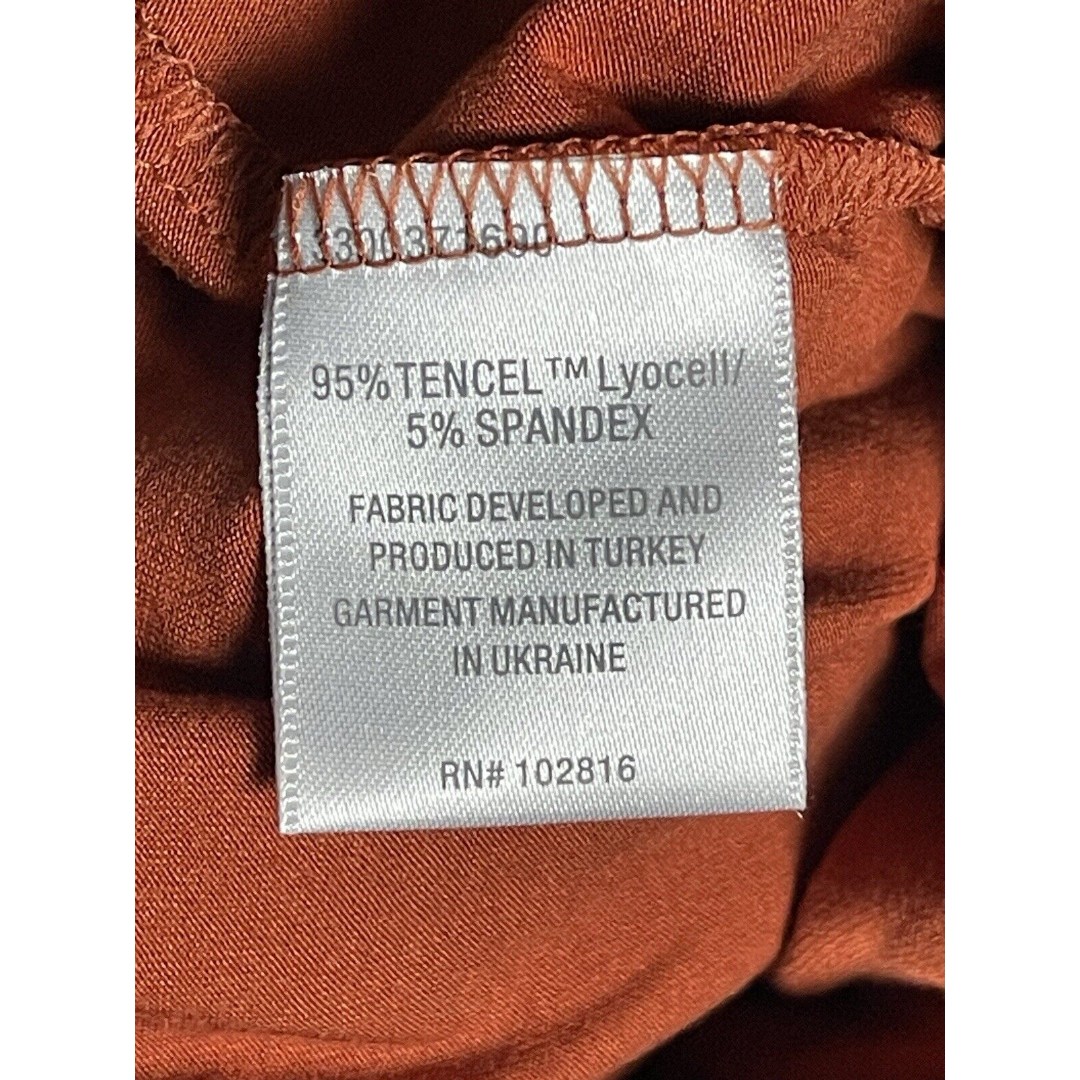 95% TENCEL™ Lyocell/
5% SPANDEX
FABRIC DEVELOPED AND
PRODUCED IN TURKEY
GARMENT MANUFACTURED
IN UKRAINE
RN# 102816